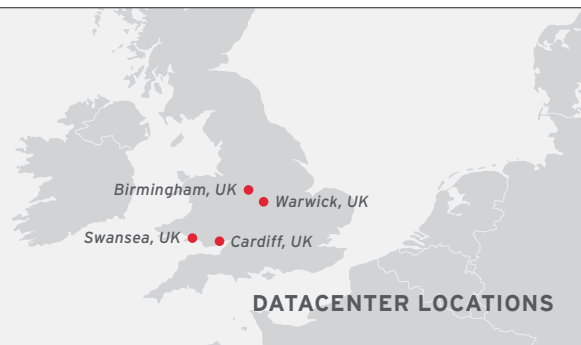 Birmingham, UK
Warwick, UK
Swansea, UK
Cardiff, UK
DATACENTER LOCATIONS